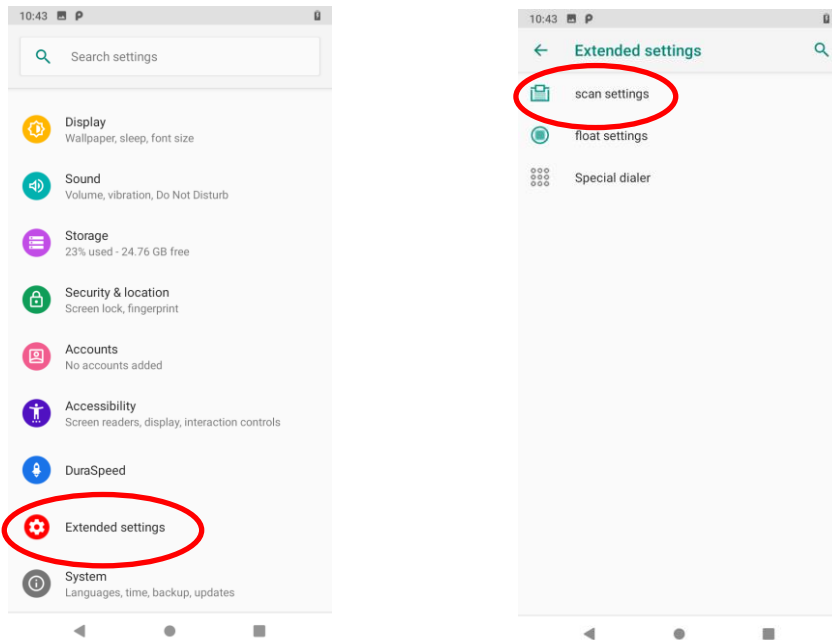 10:43
Search settings
Display
Wallpaper, sleep, font size
Sound
Volume, vibration, Do Not Disturb
Storage
23% used - 24.76 GB free
Security & location
Screen lock, fingerprint
Accounts
No accounts added
Accessibility
Screen readers, display, interaction controls
DuraSpeed
Extended settings
System
Languages, time, backup, updates
10:43
Extended settings
scan settings
float settings
Special dialer